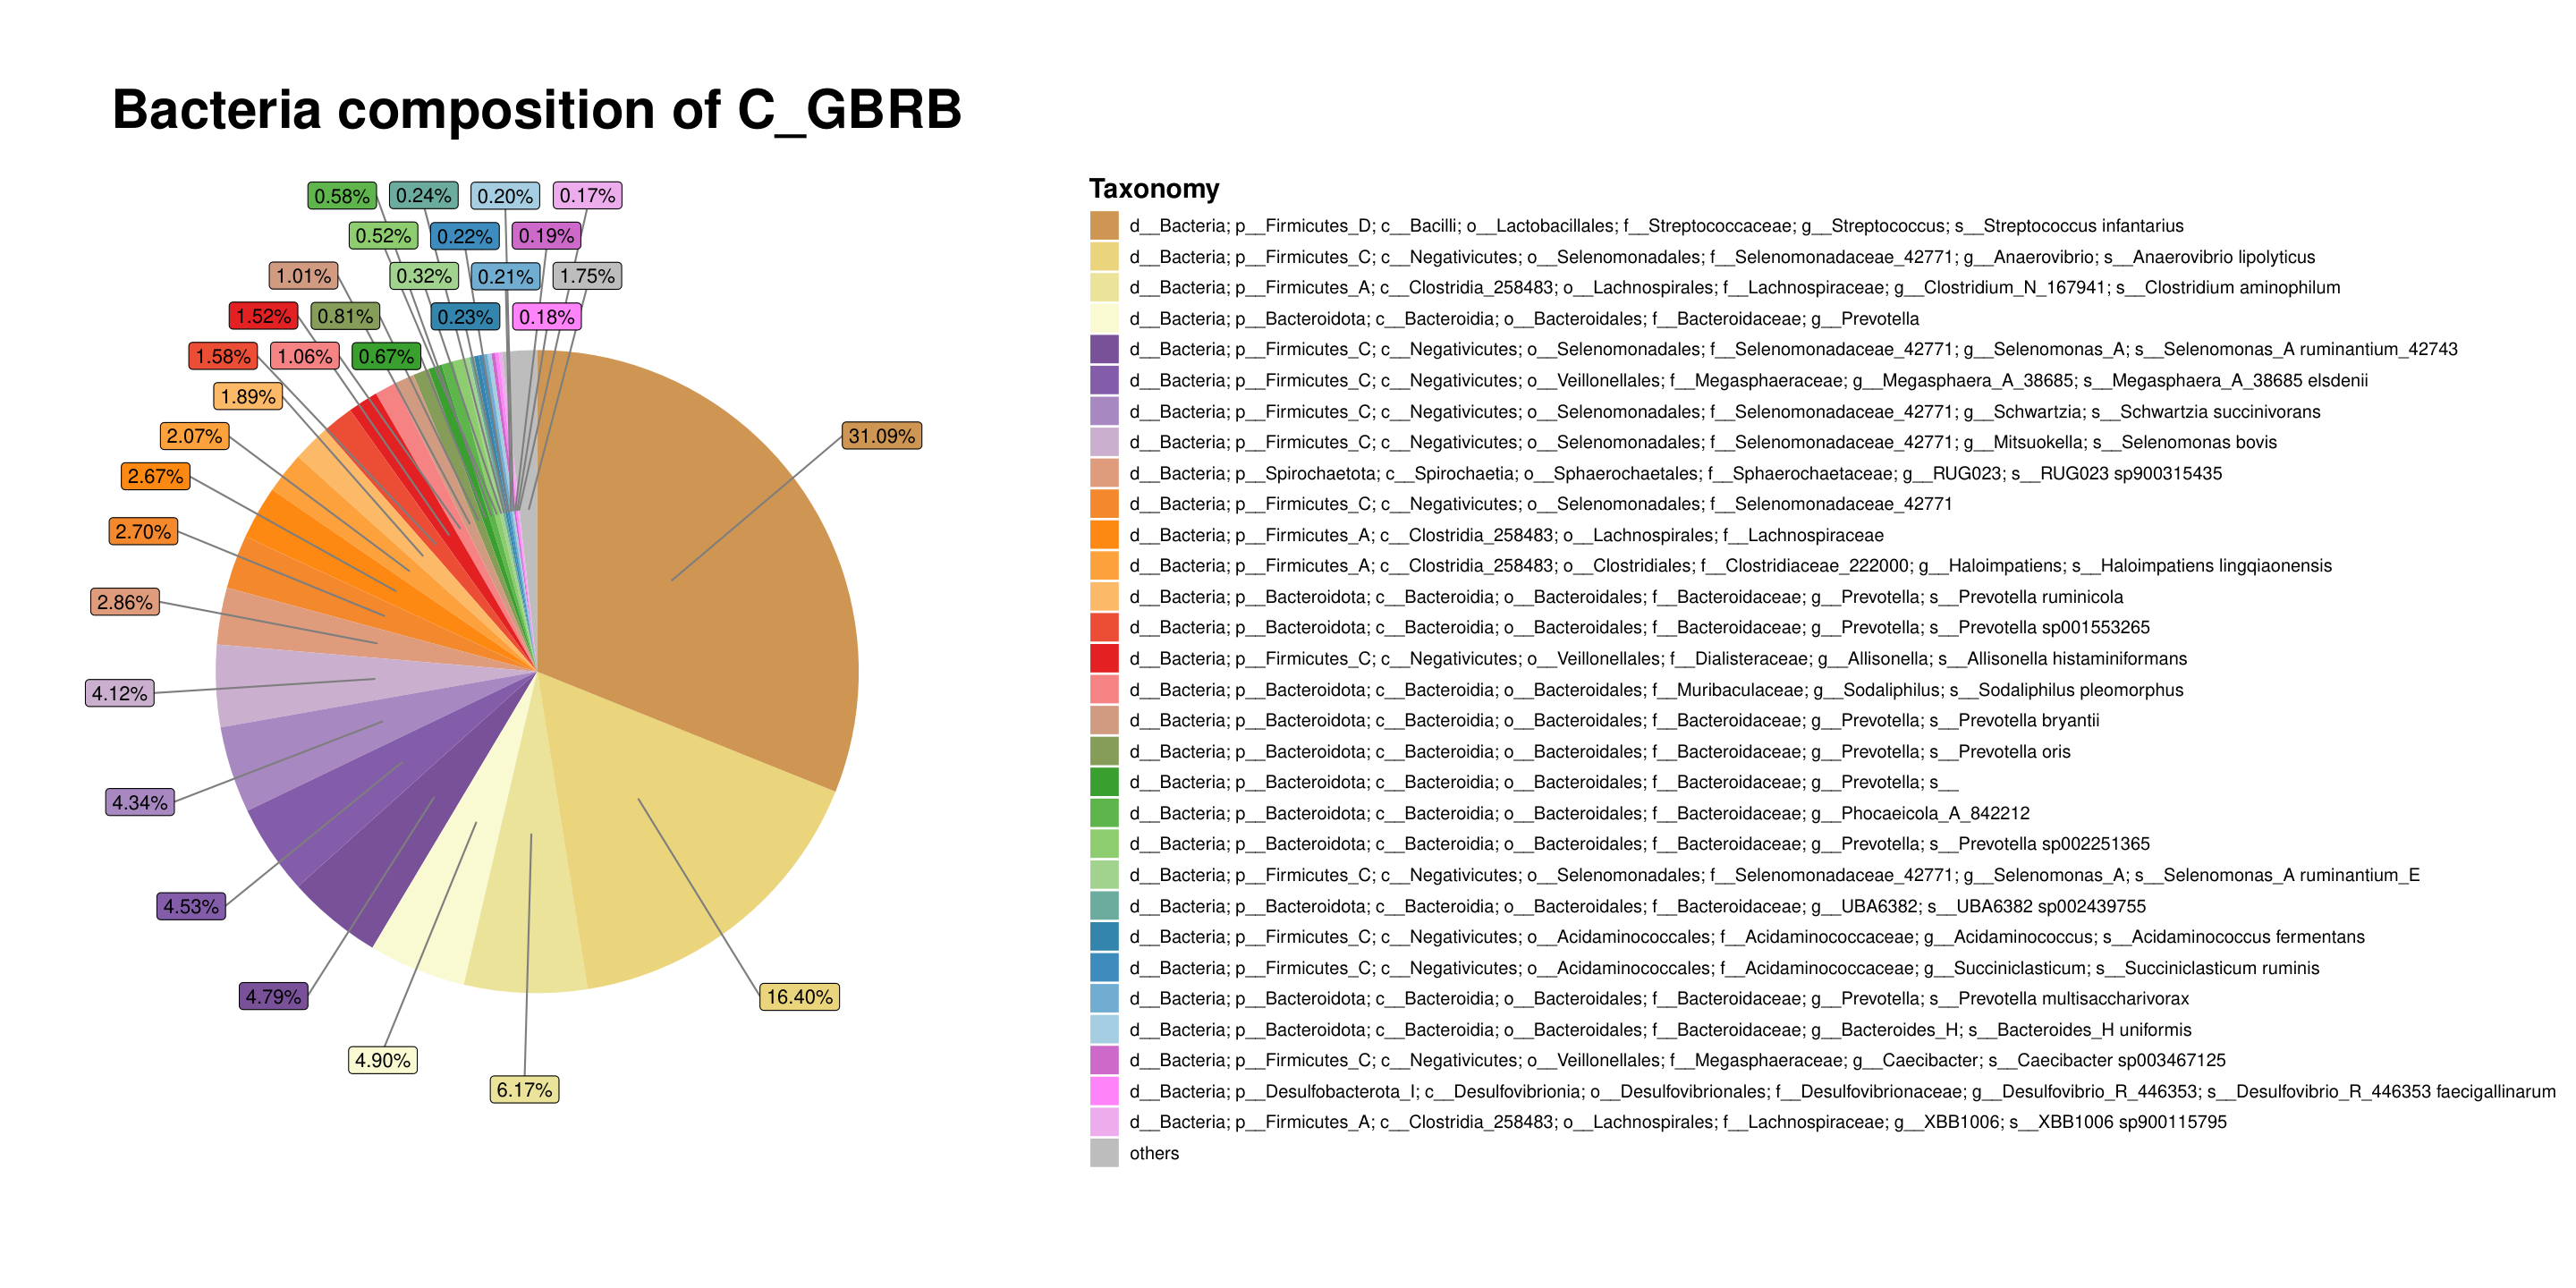 Bacteria composition of C_GBRB
0.58% 0.24% 0.20% 0.17%
0.52% 0.22% 0.19%
1.01% 0.32% 0.21% 1.75%
1.52% 0.81% 0.23% 0.18%
1.58% 1.06% 0.67%
1.89%
2.07%
31.09%
2.67%
2.70%
2.86%
4.12%
4.34%
4.53%
4.79%
16.40%
4.90%
6.17%
Taxonomy
d__Bacteria; p__Firmicutes_D; c__Bacilli; o__Lactobacillales; f__Streptococcaceae; g__Streptococcus; s__Streptococcus infantarius
d__Bacteria; p__Firmicutes_C; c__Negativicutes; o__Selenomonadales; f__Selenomonadaceae_42771; g__Anaerovibrio; s__Anaerovibrio lipolyticus
d__Bacteria; p__Firmicutes_A; c__Clostridia_258483; o__Lachnospirales; f__Lachnospiraceae; g__Clostridium_N_167941; s__Clostridium aminophilum
d__Bacteria; p__Bacteroidota; c__Bacteroidia; o__Bacteroidales; f__Bacteroidaceae; g__Prevotella
d__Bacteria; p__Firmicutes_C; c__Negativicutes; o__Selenomonadales; f__Selenomonadaceae_42771; g__Selenomonas_A; s__Selenomonas_A ruminantium_42743
d__Bacteria; p__Firmicutes_C; c__Negativicutes; o__Veillonellales; f__Megasphaeraceae; g__Megasphaera_A_38685; s__Megasphaera_A_38685 elsdenii
d__Bacteria; p__Firmicutes_C; c__Negativicutes; o__Selenomonadales; f__Selenomonadaceae_42771; g__Schwartzia; s__Schwartzia succinivorans
d__Bacteria; p__Firmicutes_C; c__Negativicutes; o__Selenomonadales; f__Selenomonadaceae_42771; g__Mitsuokella; s__Selenomonas bovis
d__Bacteria; p__Spirochaetota; c__Spirochaetia; o__Sphaerochaetales; f__Sphaerochaetaceae; g__RUG023; s__RUG023 sp900315435
d__Bacteria; p__Firmicutes_C; c__Negativicutes; o__Selenomonadales; f__Selenomonadaceae_42771
d__Bacteria; p__Firmicutes_A; c__Clostridia_258483; o__Lachnospirales; f__Lachnospiraceae
d__Bacteria; p__Firmicutes_A; c__Clostridia_258483; o__Clostridiales; f__Clostridiaceae_222000; g__Haloimpatiens; s__Haloimpatiens lingqiaonensis
d__Bacteria; p__Bacteroidota; c__Bacteroidia; o__Bacteroidales; f__Bacteroidaceae; g__Prevotella; s__Prevotella ruminicola
d__Bacteria; p__Bacteroidota; c__Bacteroidia; o__Bacteroidales; f__Bacteroidaceae; g__Prevotella; s__Prevotella sp001553265
d__Bacteria; p__Firmicutes_C; c__Negativicutes; o__Veillonellales; f__Dialisteraceae; g__Allisonella; s__Allisonella histaminiformans
d__Bacteria; p__Bacteroidota; c__Bacteroidia; o__Bacteroidales; f__Muribaculaceae; g__Sodaliphilus; s__Sodaliphilus pleomorphus
d__Bacteria; p__Bacteroidota; c__Bacteroidia; o__Bacteroidales; f__Bacteroidaceae; g__Prevotella; s__Prevotella bryantii
d__Bacteria; p__Bacteroidota; c__Bacteroidia; o__Bacteroidales; f__Bacteroidaceae; g__Prevotella; s__Prevotella oris
d__Bacteria; p__Bacteroidota; c__Bacteroidia; o__Bacteroidales; f__Bacteroidaceae; g__Prevotella; s__
d__Bacteria; p__Bacteroidota; c__Bacteroidia; o__Bacteroidales; f__Bacteroidaceae; g__Phocaeicola_A_842212
d__Bacteria; p__Bacteroidota; c__Bacteroidia; o__Bacteroidales; f__Bacteroidaceae; g__Prevotella; s__Prevotella sp002251365
d__Bacteria; p__Firmicutes_C; c__Negativicutes; o__Selenomonadales; f__Selenomonadaceae_42771; g__Selenomonas_A; s__Selenomonas_A ruminantium_E
d__Bacteria; p__Bacteroidota; c__Bacteroidia; o__Bacteroidales; f__Bacteroidaceae; g__UBA6382; s__UBA6382 sp002439755
d__Bacteria; p__Firmicutes_C; c__Negativicutes; o__Acidaminococcales; f__Acidaminococcaceae; g__Acidaminococcus; s__Acidaminococcus fermentans
d__Bacteria; p__Firmicutes_C; c__Negativicutes; o__Acidaminococcales; f__Acidaminococcaceae; g__Succiniclasticum; s__Succiniclasticum ruminis
d__Bacteria; p__Bacteroidota; c__Bacteroidia; o__Bacteroidales; f__Bacteroidaceae; g__Prevotella; s__Prevotella multisaccharivorax
d__Bacteria; p__Bacteroidota; c__Bacteroidia; o__Bacteroidales; f__Bacteroidaceae; g__Bacteroides_H; s__Bacteroides_H uniformis
d__Bacteria; p__Firmicutes_C; c__Negativicutes; o__Veillonellales; f__Megasphaeraceae; g__Caecibacter; s__Caecibacter sp003467125
d__Bacteria; p__Desulfobacterota_I; c__Desulfovibrionia; o__Desulfovibrionales; f__Desulfovibrionaceae; g__Desulfovibrio_R_446353; s__Desulfovibrio_R_446353 faecigallinarum
d__Bacteria; p__Firmicutes_A; c__Clostridia_258483; o__Lachnospirales; f__Lachnospiraceae; g__XBB1006; s__XBB1006 sp900115795
others